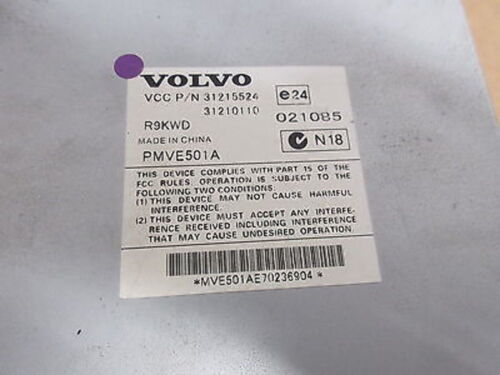 VOLVO
VCC P/N 31215524
31210110
e24
021085
R9KWD
MADE IN CHINA
N18
PMVE501A
THIS DEVICE COMPLIES WITH PART 15 OF THE
FCC RULES. OPERATION IS SUBJECT TO THE
FOLLOWING TWO CONDITIONS:
(1) THIS DEVICE MAY NOT CAUSE HARMFUL
INTERFERENCE.
(2) THIS DEVICE MUST ACCEPT ANY INTERFE-
RENCE RECEIVED INCLUDING INTERFERENCE
THAT MAY CAUSE UNDESIRED OPERATION.
*MVE501AE70236904*